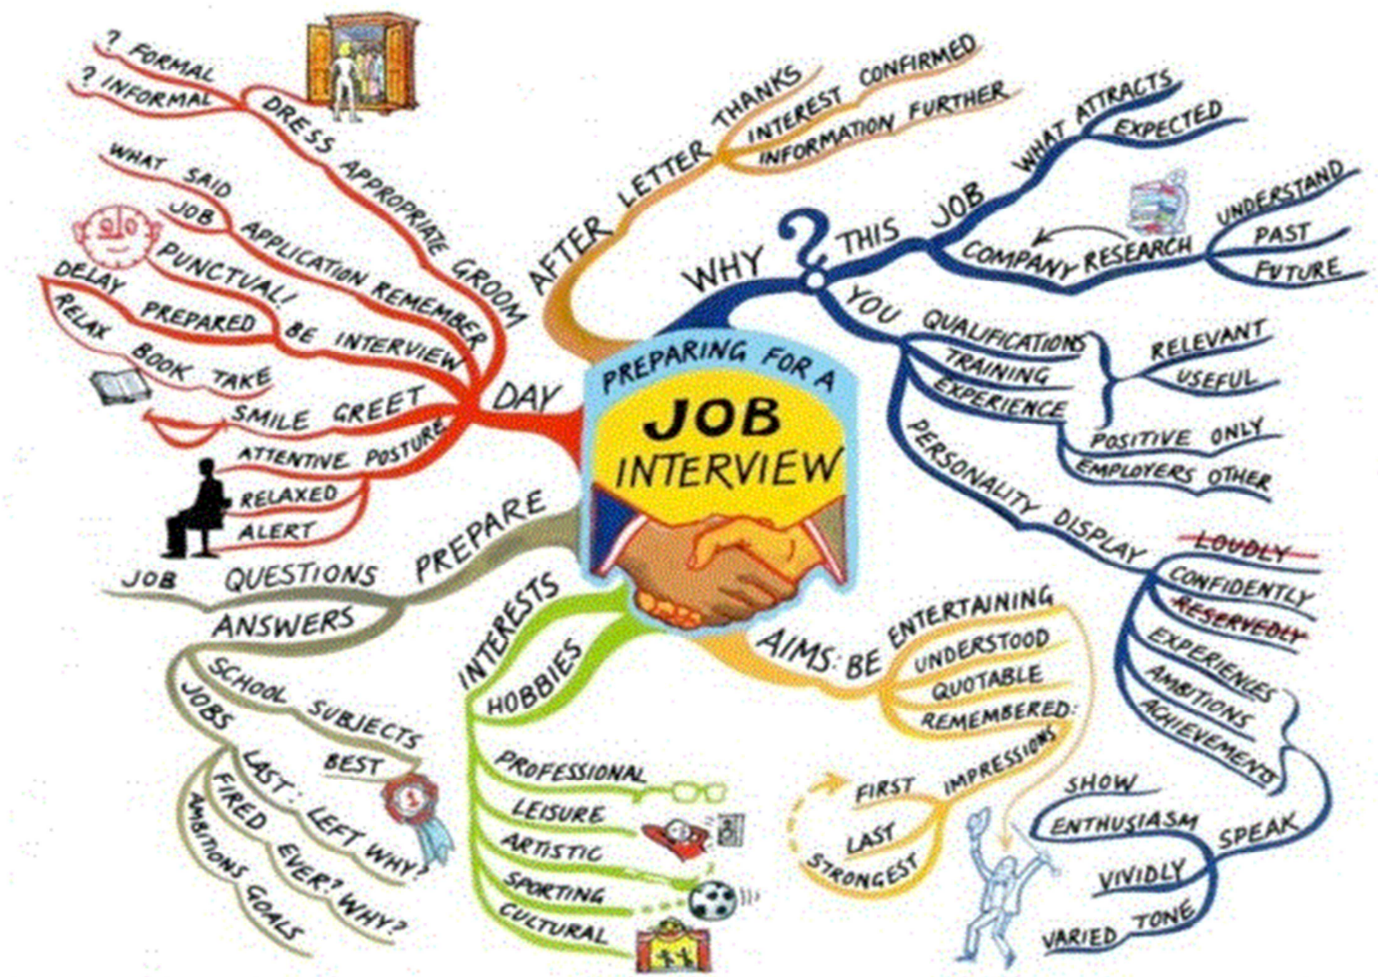 PREPARING FOR A
JOB
INTERVIEW
AFTER
LETTER
THANKS
INTEREST CONFIRMED
INFORMATION FURTHER
WHY
?
THIS
JOB
WHAT ATTRACTS
EXPECTED
COMPANY RESEARCH
UNDERSTAND
PAST
FUTURE
YOU
QUALIFICATIONS
TRAINING
EXPERIENCE
RELEVANT
USEFUL
POSITIVE ONLY
EMPLOYERS OTHER
PERSONALITY DISPLAY
LOUDLY
CONFIDENTLY
RESERVEDLY
EXPERIENCES
AMBITIONS
ACHIEVEMENTS
SPEAK
SHOW
ENTHUSIASM
VIVIDLY
VARIED TONE
AIMS: BE
ENTERTAINING
UNDERSTOOD
QUOTABLE
REMEMBERED:
IMPRESSIONS
FIRST
LAST
STRONGEST
INTERESTS
HOBBIES
PROFESSIONAL
LEISURE
ARTISTIC
SPORTING
CULTURAL
PREPARE
QUESTIONS
JOB
ANSWERS
SCHOOL SUBJECTS
BEST
1
JOBS
LAST: LEFT WHY?
FIRED EVER? WHY?
AMBITIONS GOALS
DAY
DRESS APPROPRIATE GROOM
? FORMAL
? INFORMAL
APPLICATION REMEMBER
WHAT SAID
JOB
BE INTERVIEW
PUNCTUAL!
PREPARED
DELAY
RELAX
BOOK TAKE
SMILE GREET
ATTENTIVE POSTURE
RELAXED
ALERT